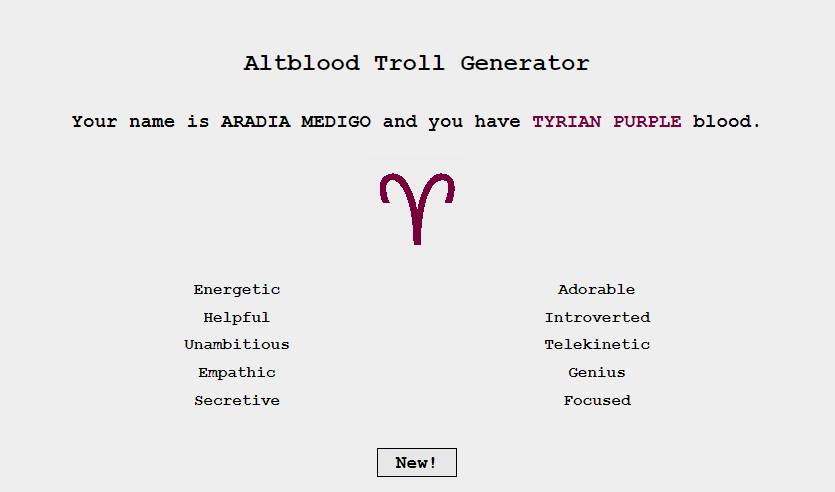 Altblood Troll Generator
Your name is ARADIA MEDIGO and you have TYRIAN PURPLE blood.
Energetic Adorable
Helpful Introverted
Unambitious Telekinetic
Empathic Genius
Secretive Focused
New!